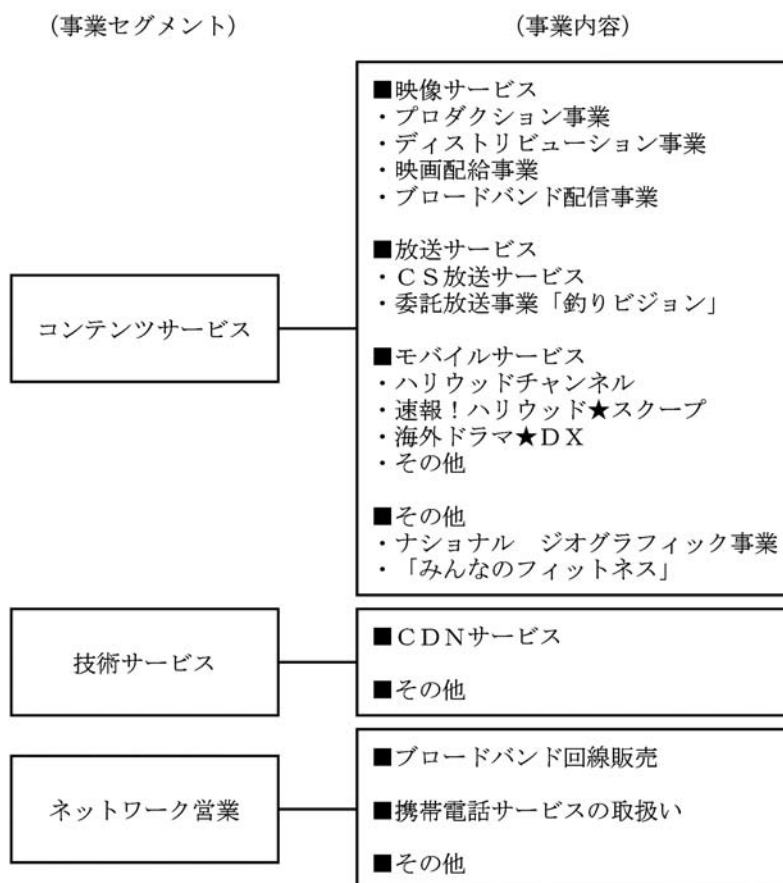 （事業セグメント）
（事業内容）
コンテンツサービス
■映像サービス
・プロダクション事業
・ディストリビューション事業
・映画配給事業
・ブロードバンド配信事業
■放送サービス
・ＣＳ放送サービス
・委託放送事業「釣りビジョン」
■モバイルサービス
・ハリウッドチャンネル
・速報！ハリウッド★スクープ
・海外ドラマ★ＤＸ
・その他
■その他
・ナショナル　ジオグラフィック事業
・「みんなのフィットネス」
技術サービス
■ＣＤＮサービス
■その他
ネットワーク営業
■ブロードバンド回線販売
■携帯電話サービスの取扱い
■その他